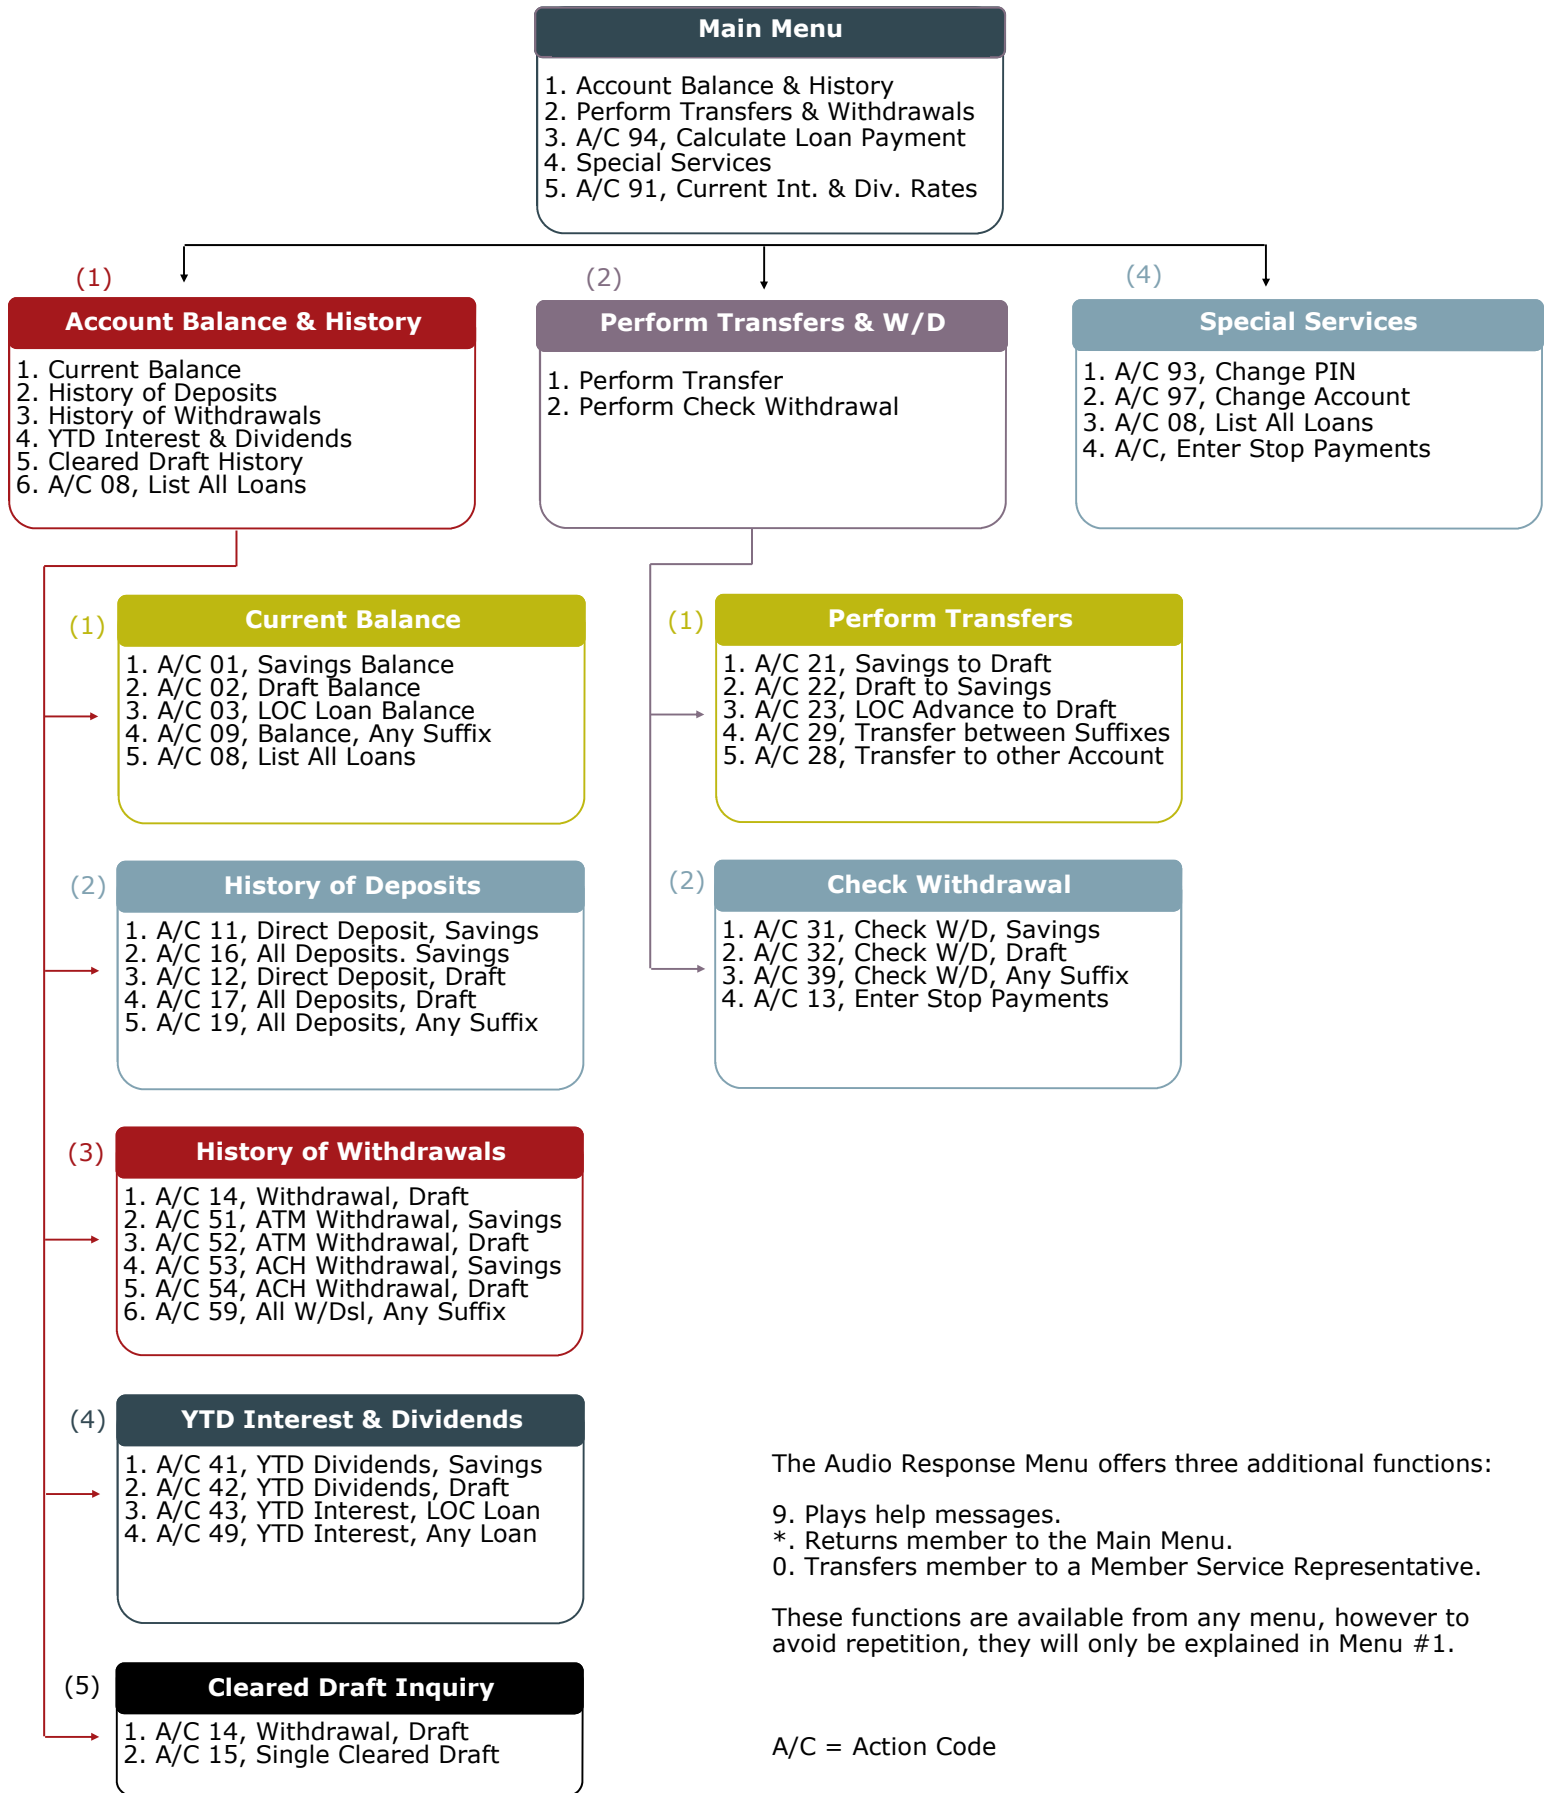 Main Menu
1. Account Balance & History
2. Perform Transfers & Withdrawals
3. A/C 94, Calculate Loan Payment
4. Special Services
5. A/C 91, Current Int. & Div. Rates
(1)
Account Balance & History
1. Current Balance
2. History of Deposits
3. History of Withdrawals
4. YTD Interest & Dividends
5. Cleared Draft History
6. A/C 08, List All Loans
(2)
Perform Transfers & W/D
1. Perform Transfer
2. Perform Check Withdrawal
(4)
Special Services
1. A/C 93, Change PIN
2. A/C 97, Change Account
3. A/C 08, List All Loans
4. A/C, Enter Stop Payments
(1)
Current Balance
1. A/C 01, Savings Balance
2. A/C 02, Draft Balance
3. A/C 03, LOC Loan Balance
4. A/C 09, Balance, Any Suffix
5. A/C 08, List All Loans
(1)
Perform Transfers
1. A/C 21, Savings to Draft
2. A/C 22, Draft to Savings
3. A/C 23, LOC Advance to Draft
4. A/C 29, Transfer between Suffixes
5. A/C 28, Transfer to other Account
(2)
History of Deposits
1. A/C 11, Direct Deposit, Savings
2. A/C 16, All Deposits. Savings
3. A/C 12, Direct Deposit, Draft
4. A/C 17, All Deposits, Draft
5. A/C 19, All Deposits, Any Suffix
(2)
Check Withdrawal
1. A/C 31, Check W/D, Savings
2. A/C 32, Check W/D, Draft
3. A/C 39, Check W/D, Any Suffix
4. A/C 13, Enter Stop Payments
(3)
History of Withdrawals
1. A/C 14, Withdrawal, Draft
2. A/C 51, ATM Withdrawal, Savings
3. A/C 52, ATM Withdrawal, Draft
4. A/C 53, ACH Withdrawal, Savings
5. A/C 54, ACH Withdrawal, Draft
6. A/C 59, All W/Dsl, Any Suffix
(4)
YTD Interest & Dividends
1. A/C 41, YTD Dividends, Savings
2. A/C 42, YTD Dividends, Draft
3. A/C 43, YTD Interest, LOC Loan
4. A/C 49, YTD Interest, Any Loan
(5)
Cleared Draft Inquiry
1. A/C 14, Withdrawal, Draft
2. A/C 15, Single Cleared Draft
The Audio Response Menu offers three additional functions:
9. Plays help messages.
*. Returns member to the Main Menu.
0. Transfers member to a Member Service Representative.
These functions are available from any menu, however to
avoid repetition, they will only be explained in Menu #1.
A/C = Action Code